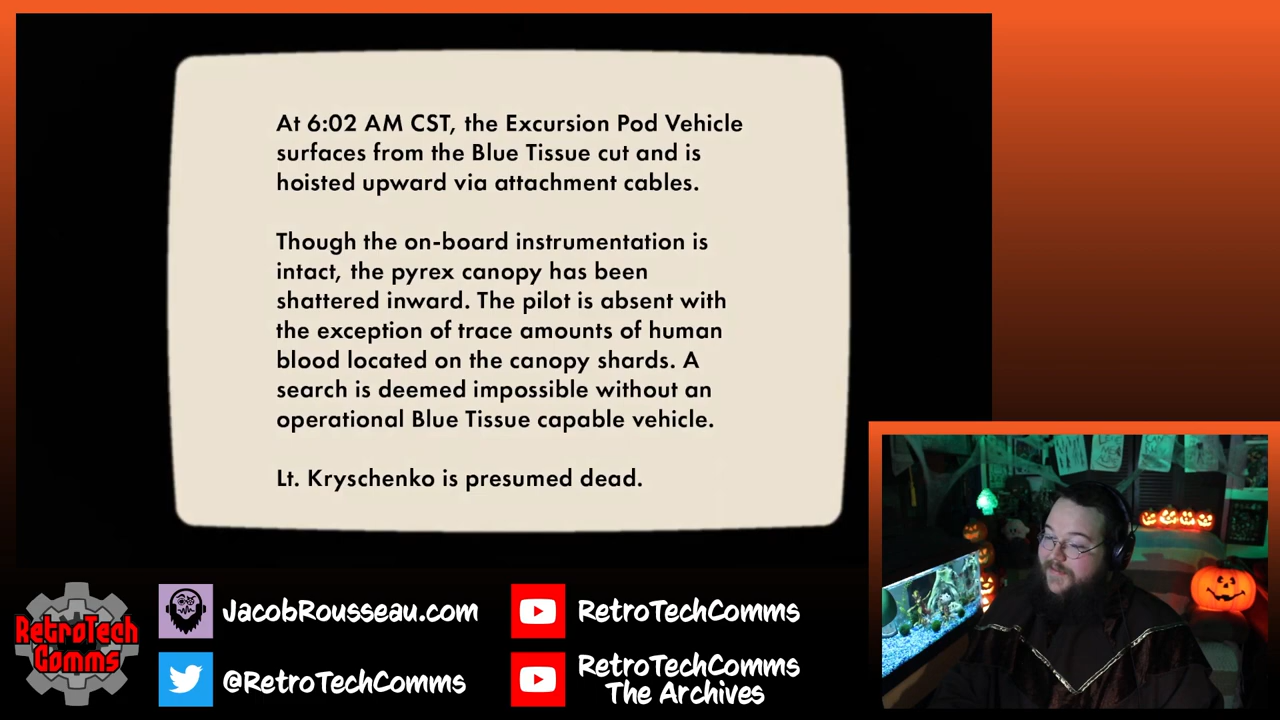 At 6:02 AM CST, the Excursion Pod Vehicle
surfaces from the Blue Tissue cut and is
hoisted upward via attachment cables.
Though the on-board instrumentation is
intact, the pyrex canopy has been
shattered inward. The pilot is absent with
the exception of trace amounts of human
blood located on the canopy shards. A
search is deemed impossible without an
operational Blue Tissue capable vehicle.
Lt. Kryschenko is presumed dead.
RetroTech
Comms
JacobRousseau.com
RetroTechComms
@RetroTechComms
RetroTechComms
The Archives